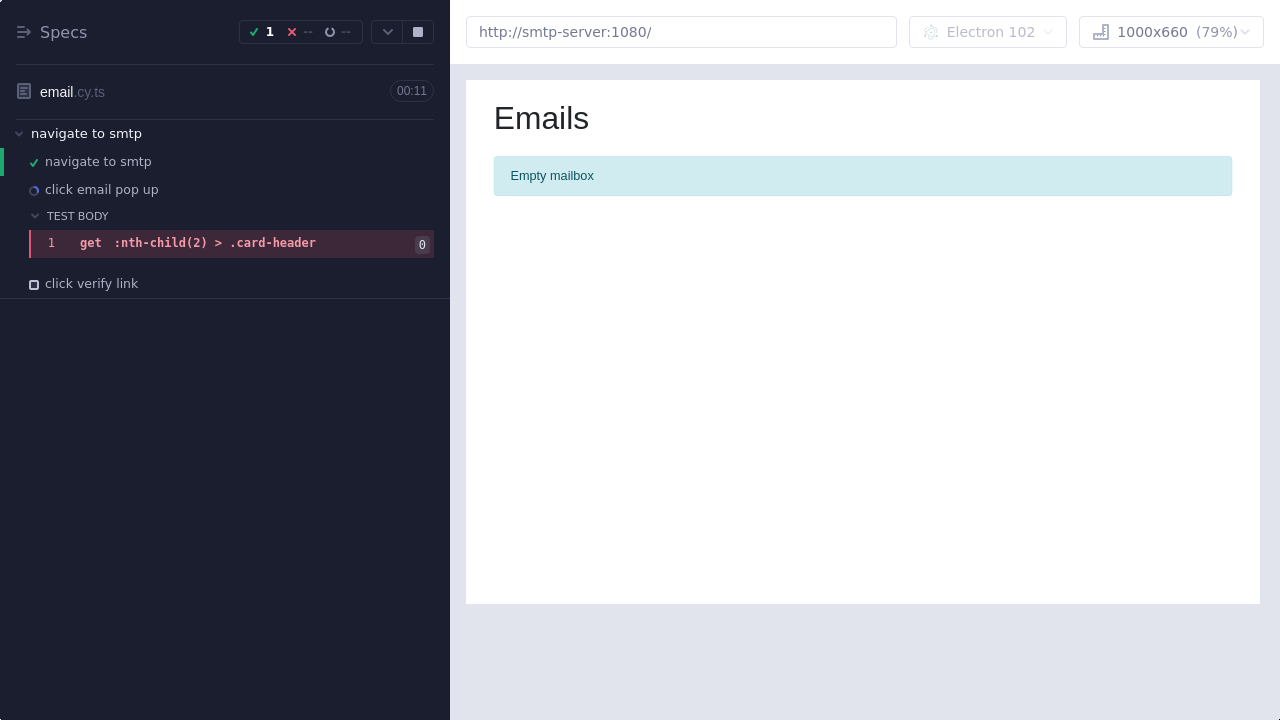 Specs
1
--
--
email.cy.ts
00:11
navigate to smtp
navigate to smtp
click email pop up
TEST BODY
1 get :nth-child(2) > .card-header 0
click verify link
http://smtp-server:1080/
Electron 102
1000x660 (79%)
Emails
Empty mailbox